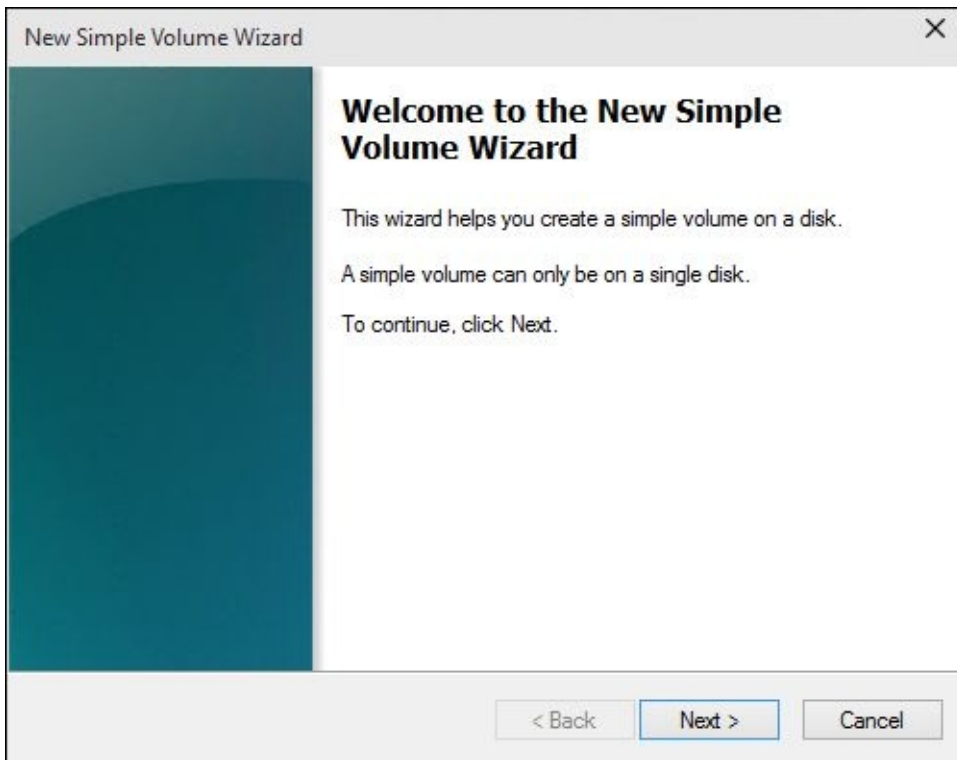 New Simple Volume Wizard
Welcome to the New Simple
Volume Wizard
This wizard helps you create a simple volume on a disk.
A simple volume can only be on a single disk.
To continue, click Next.
< Back
Next >
Cancel